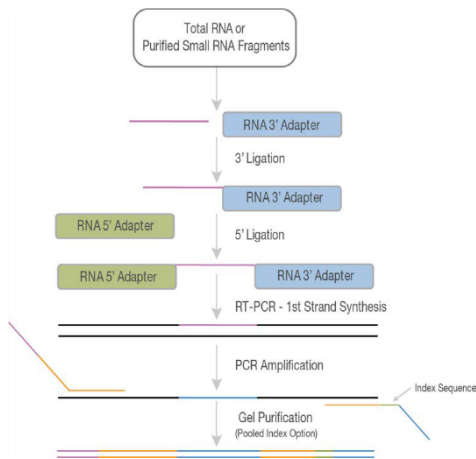 Total RNA or
Purified Small RNA Fragments
RNA 3' Adapter
3' Ligation
RNA 3' Adapter
RNA 5' Adapter
5' Ligation
RNA 5' Adapter
RNA 3' Adapter
RT-PCR - 1st Strand Synthesis
PCR Amplification
Index Sequence
Gel Purification
(Pooled Index Option)